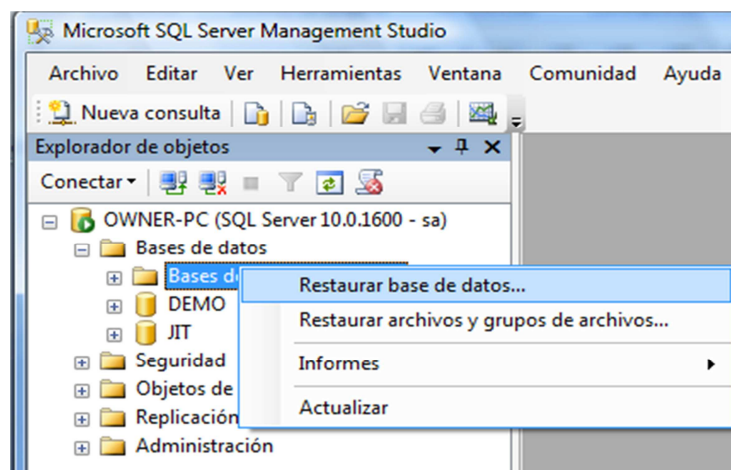 Microsoft SQL Server Management Studio
Archivo Editar Ver Herramientas Ventana Comunidad Ayuda
Nueva consulta
Explorador de objetos
Conectar
OWNER-PC (SQL Server 10.0.1600 - sa)
Bases de datos
Bases de
DEMO
JIT
Seguridad
Objetos de
Replicación
Administración
Restaurar base de datos...
Restaurar archivos y grupos de archivos...
Informes
Actualizar